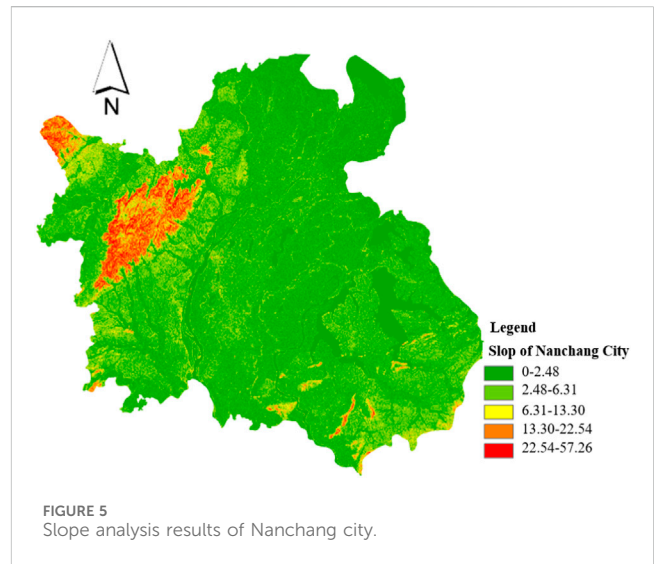 N
Legend
Slop of Nanchang City
0-2.48
2.48-6.31
6.31-13.30
13.30-22.54
22.54-57.26
FIGURE 5
Slope analysis results of Nanchang city.